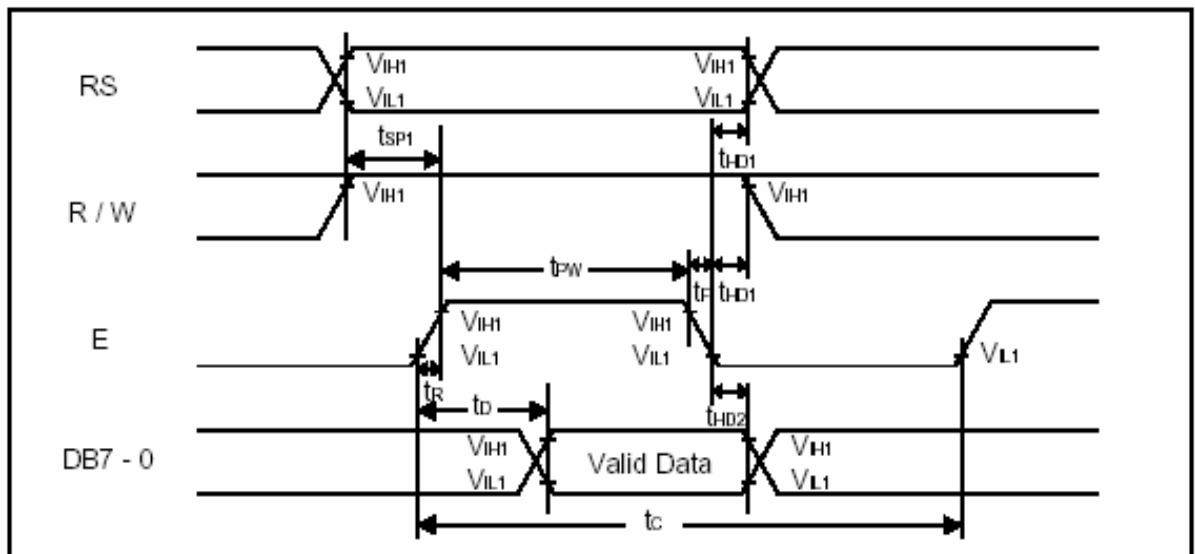 RS
VIH1
VIL1
VIH1
VIL1
tSP1
tHD1
R / W
VIH1
VIH1
tPW
tF
tHD1
E
VIH1
VIL1
VIH1
VIL1
VIL1
tR
tD
tHD2
DB7 - 0
VIH1
VIL1
Valid Data
VIH1
VIL1
tC